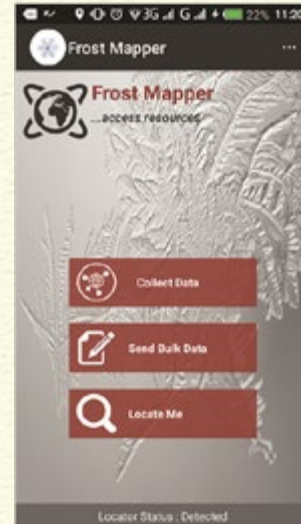 3G G 22% 11:20
Frost Mapper
Frost Mapper
...access resources
Collect Data
Send Bulk Data
Locate Me
Locator Status : Detected